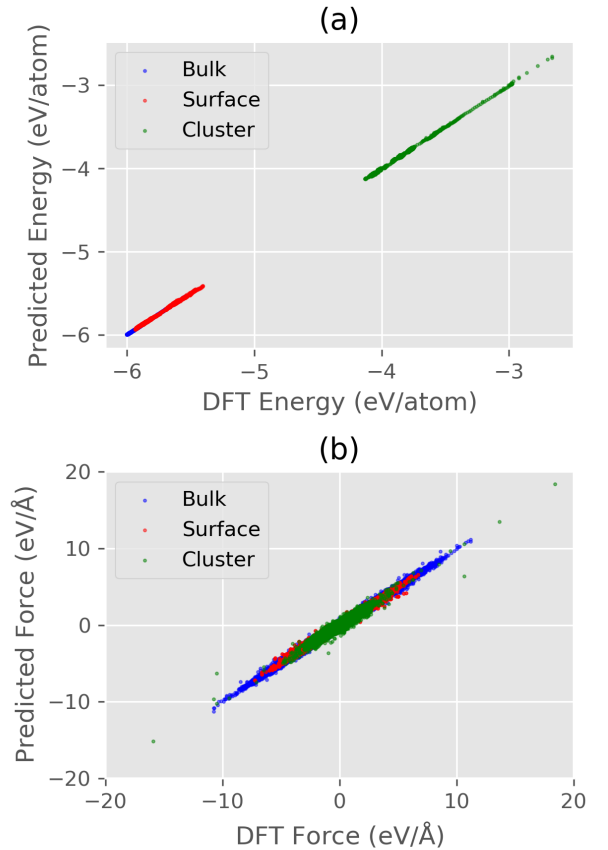 (a)
Bulk
Surface
Cluster
Predicted Energy (eV/atom)
−3
−4
−5
−6
−6 −5 −4 −3
DFT Energy (eV/atom)
(b)
Bulk
Surface
Cluster
Predicted Force (eV/Å)
20
10
0
−10
−20
−20 −10 0 10 20
DFT Force (eV/Å)